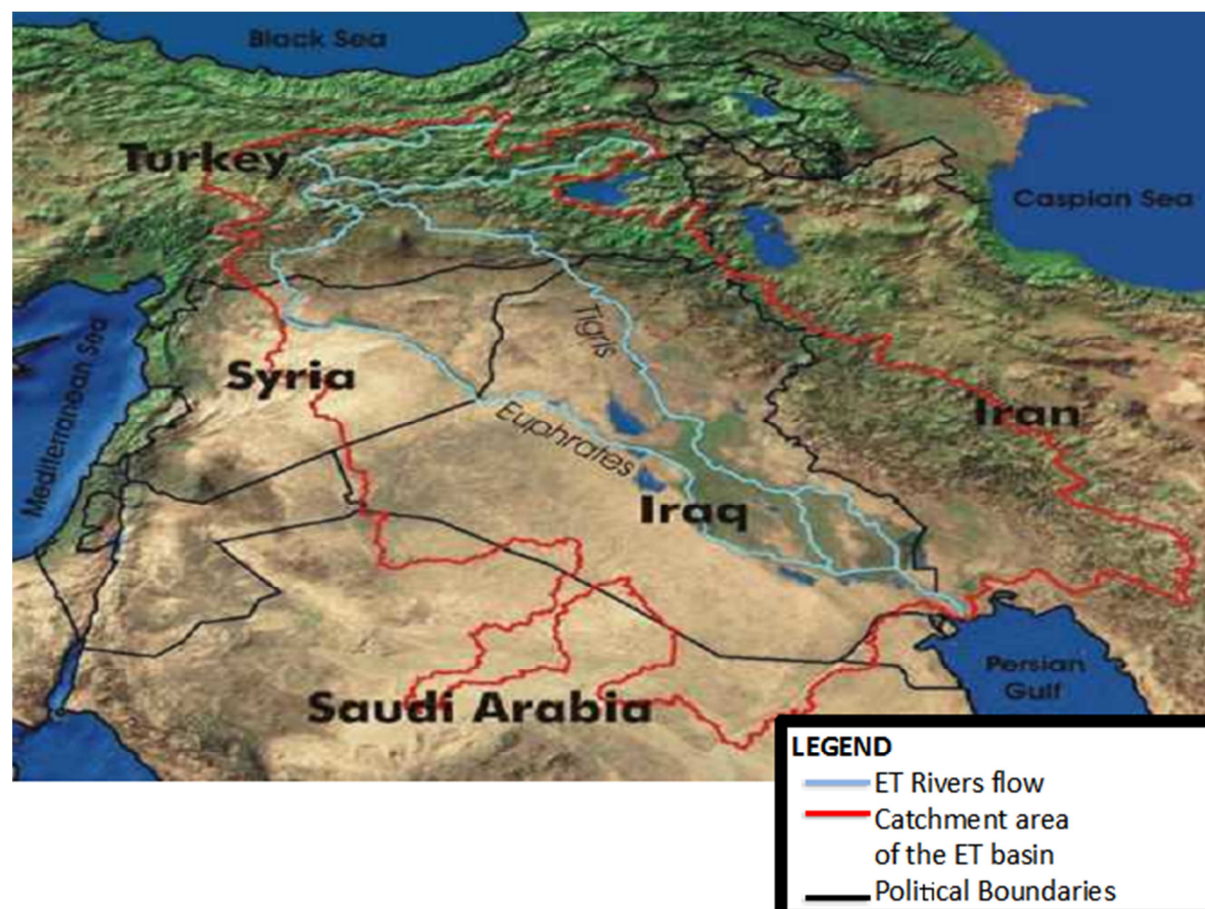 Black Sea
Turkey
Caspian Sea
Tigris
Mediterranean Sea
Syria
Iran
Euphrates
Iraq
Persian
Gulf
Saudi Arabia
LEGEND
ET Rivers flow
Catchment area
of the ET basin
Political Boundaries